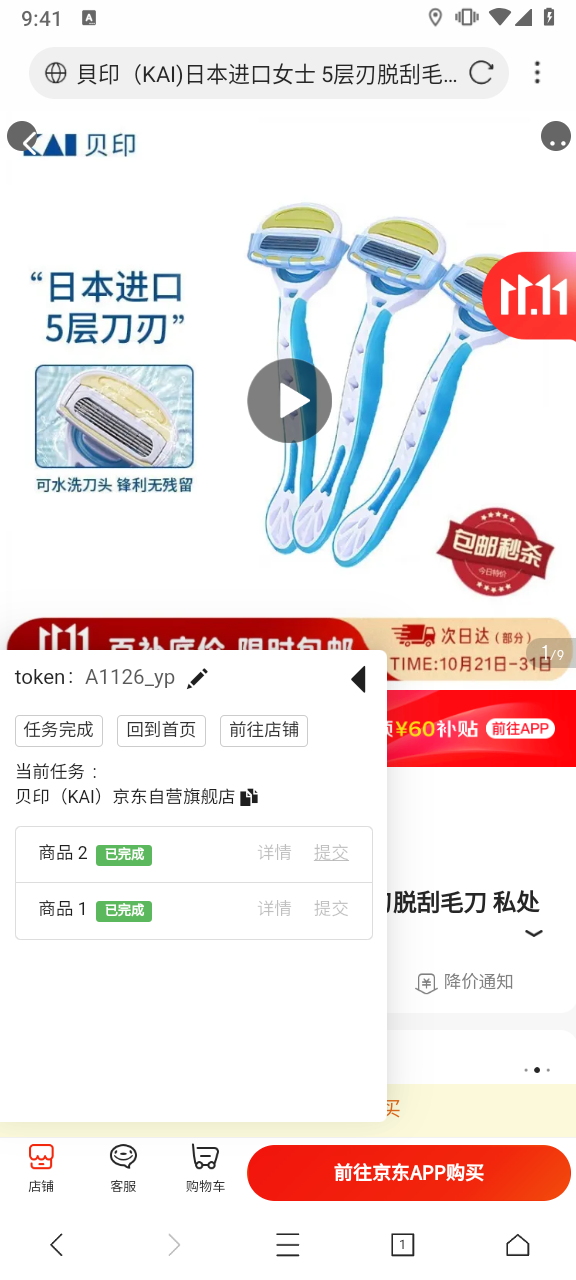 9:41
A
貝印（KAI)日本进口女士 5层刃脱刮毛...
KAI 贝印
“日本进口
5层刀刃”
11.11
可水洗刀头 锋利无残留
包邮秒杀
今日特价
11.11 百补底价 限时包邮
次日达（部分）
TIME:10月21日-31日
1/9
token： A1126_yp
¥60补贴
前往APP
任务完成
回到首页
前往店铺
当前任务：
贝印（KAI）京东自营旗舰店
商品 2 已完成 详情 提交
商品 1 已完成 详情 提交
脱刮毛刀 私处
降价通知
买
店铺
客服
购物车
前往京东APP购买
1